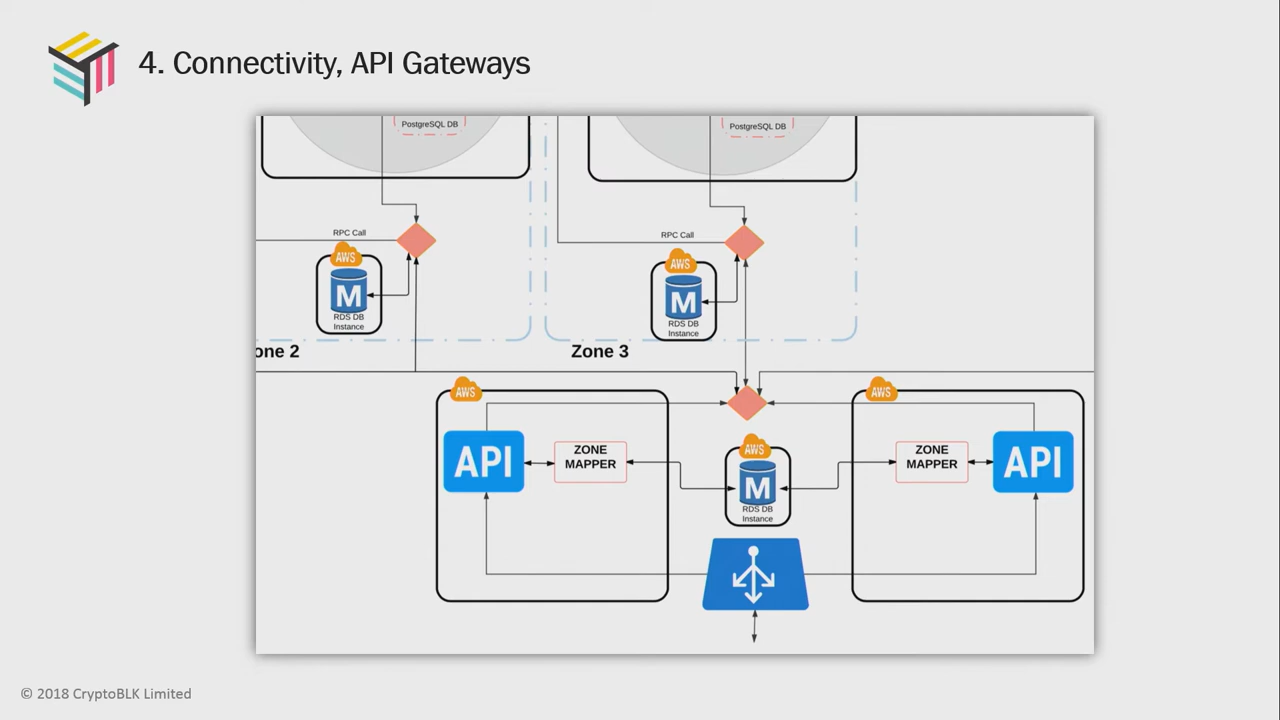 4. Connectivity, API Gateways
PostgreSQL DB
PostgreSQL DB
RPC Call
RPC Call
AWS
AWS
M
M
RDS DB
Instance
RDS DB
Instance
one 2
Zone 3
AWS
AWS
API
ZONE
MAPPER
AWS
M
RDS DB
Instance
ZONE
MAPPER
API
© 2018 CryptoBLK Limited